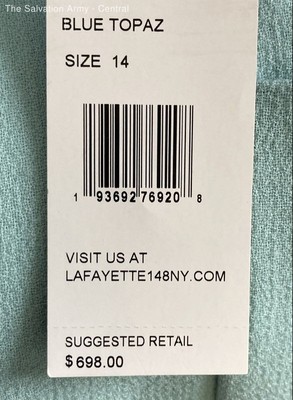 The Salvation Army - Central
BLUE TOPAZ
SIZE 14
1 93692 76920 8
VISIT US AT
LAFAYETTE148NY.COM
SUGGESTED RETAIL
$698.00